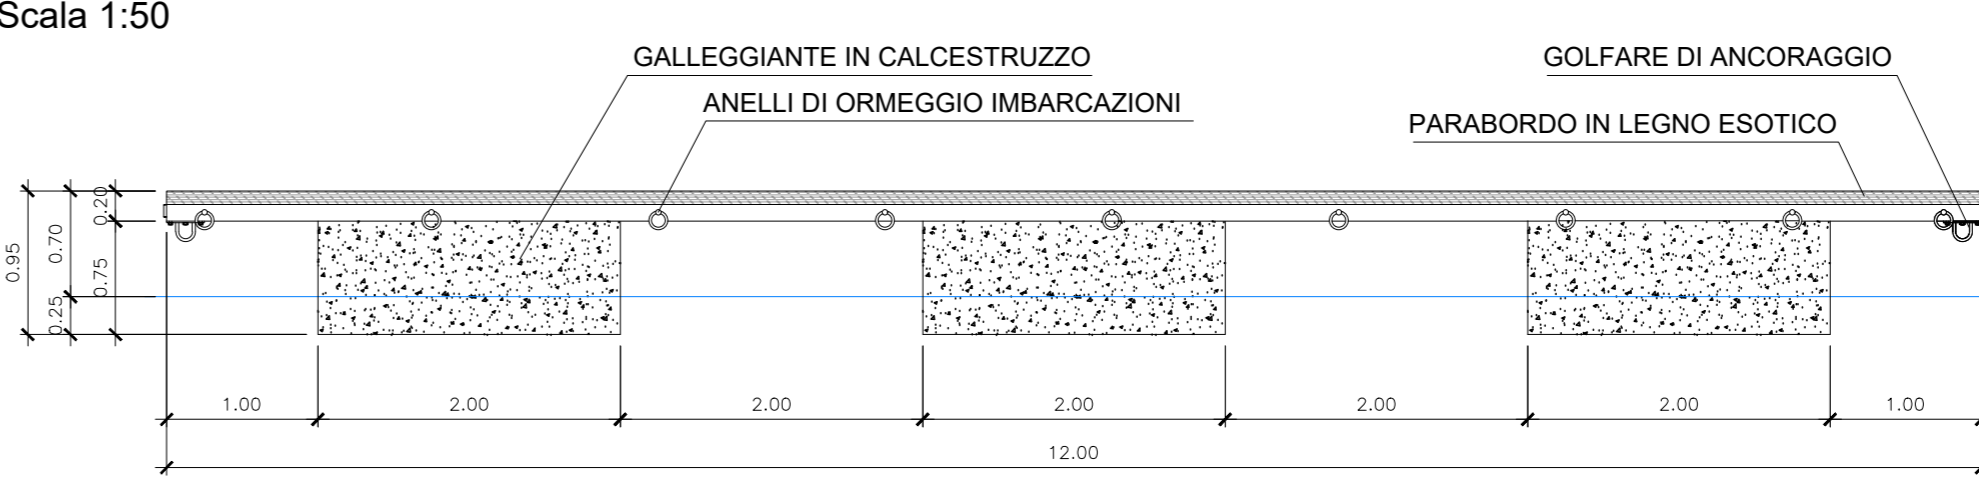 Scala 1:50
GALLEGGIANTE IN CALCESTRUZZO
GOLFARE DI ANCORAGGIO
ANELLI DI ORMEGGIO IMBARCAZIONI
PARABORDO IN LEGNO ESOTICO
0.95
0.70
0.25
0.20
0.75
1.00
2.00
2.00
2.00
2.00
2.00
1.00
12.00